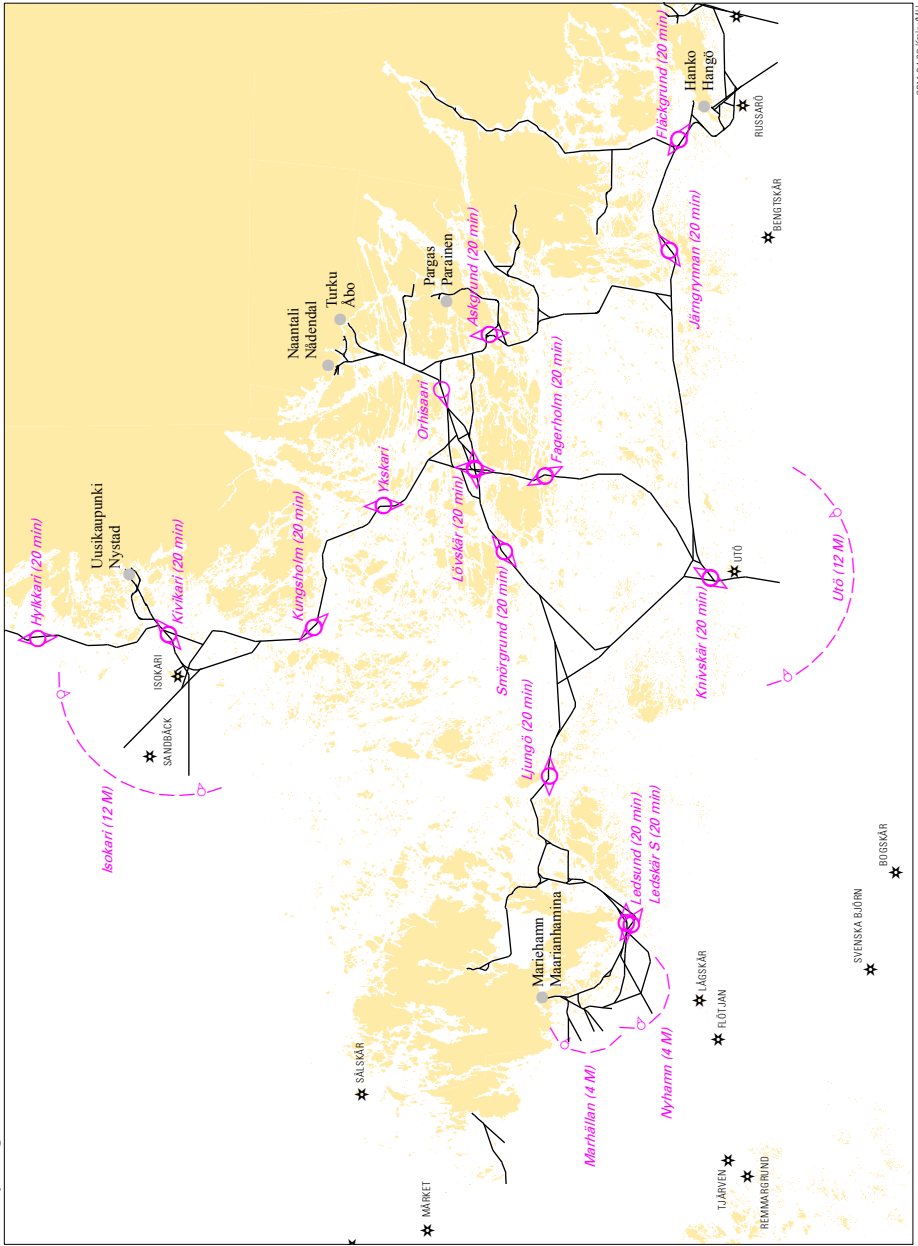 Hylkkari (20 min)
Uusikaupunki
Nystad
Kivikari (20 min)
ISOKARI
SANDBÄCK
Isokari (12 M)
Kungsholm (20 min)
Ykskari
Naantali
Nådendal
Turku
Åbo
Orhisaari
Pargas
Parainen
Askgrund (20 min)
Lövskär (20 min)
Fagerholm (20 min)
Smörgrund (20 min)
Ljungö (20 min)
Knivskär (20 min)
UTÖ
Utö (12 M)
Fläckgrund (20 min)
Hanko
Hangö
RUSSARÖ
BENGTSKÄR
Järngrynnan (20 min)
Ledsund (20 min)
Ledskär S (20 min)
Mariehamn
Maarianhamina
LÅGSKÄR
FLÖTJAN
Nyhamn (4 M)
Marhällan (4 M)
SÄLSKÄR
MÄRKET
TJÄRVEN
REMMARGRUND
SVENSKA BJÖRN
BOGSKÄR